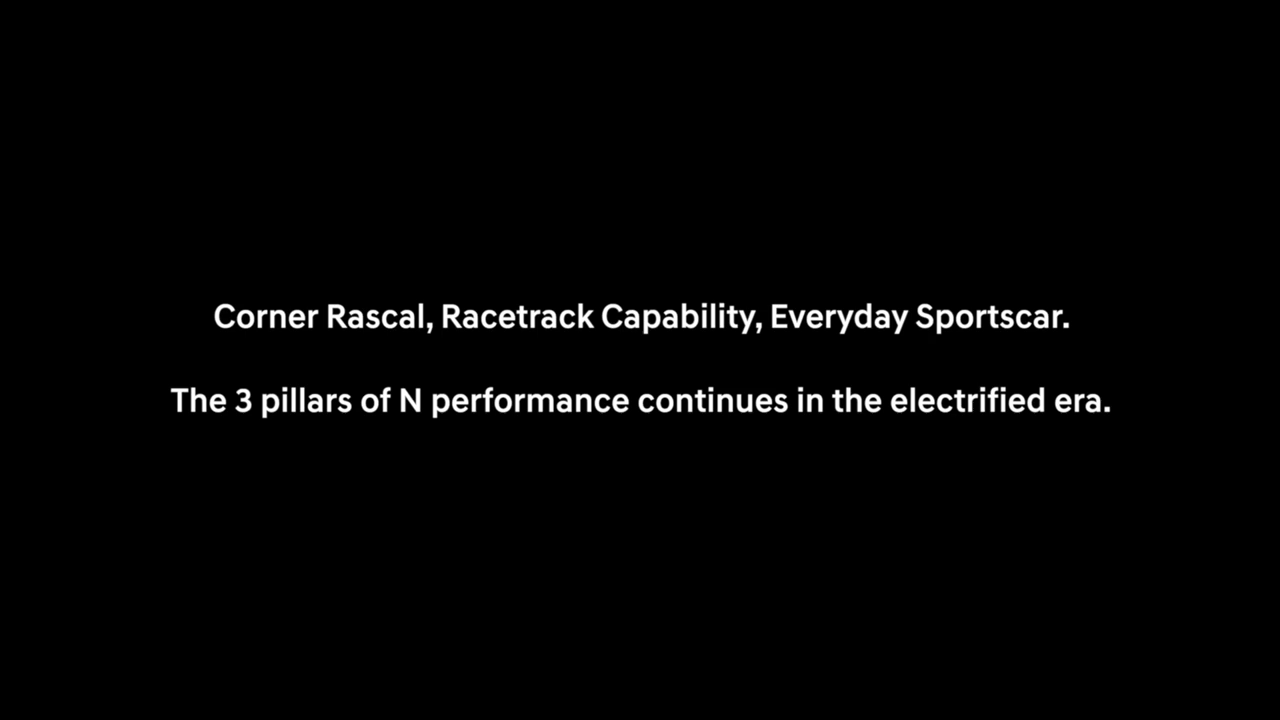 Corner Rascal, Racetrack Capability, Everyday Sportscar.
The 3 pillars of N performance continues in the electrified era.